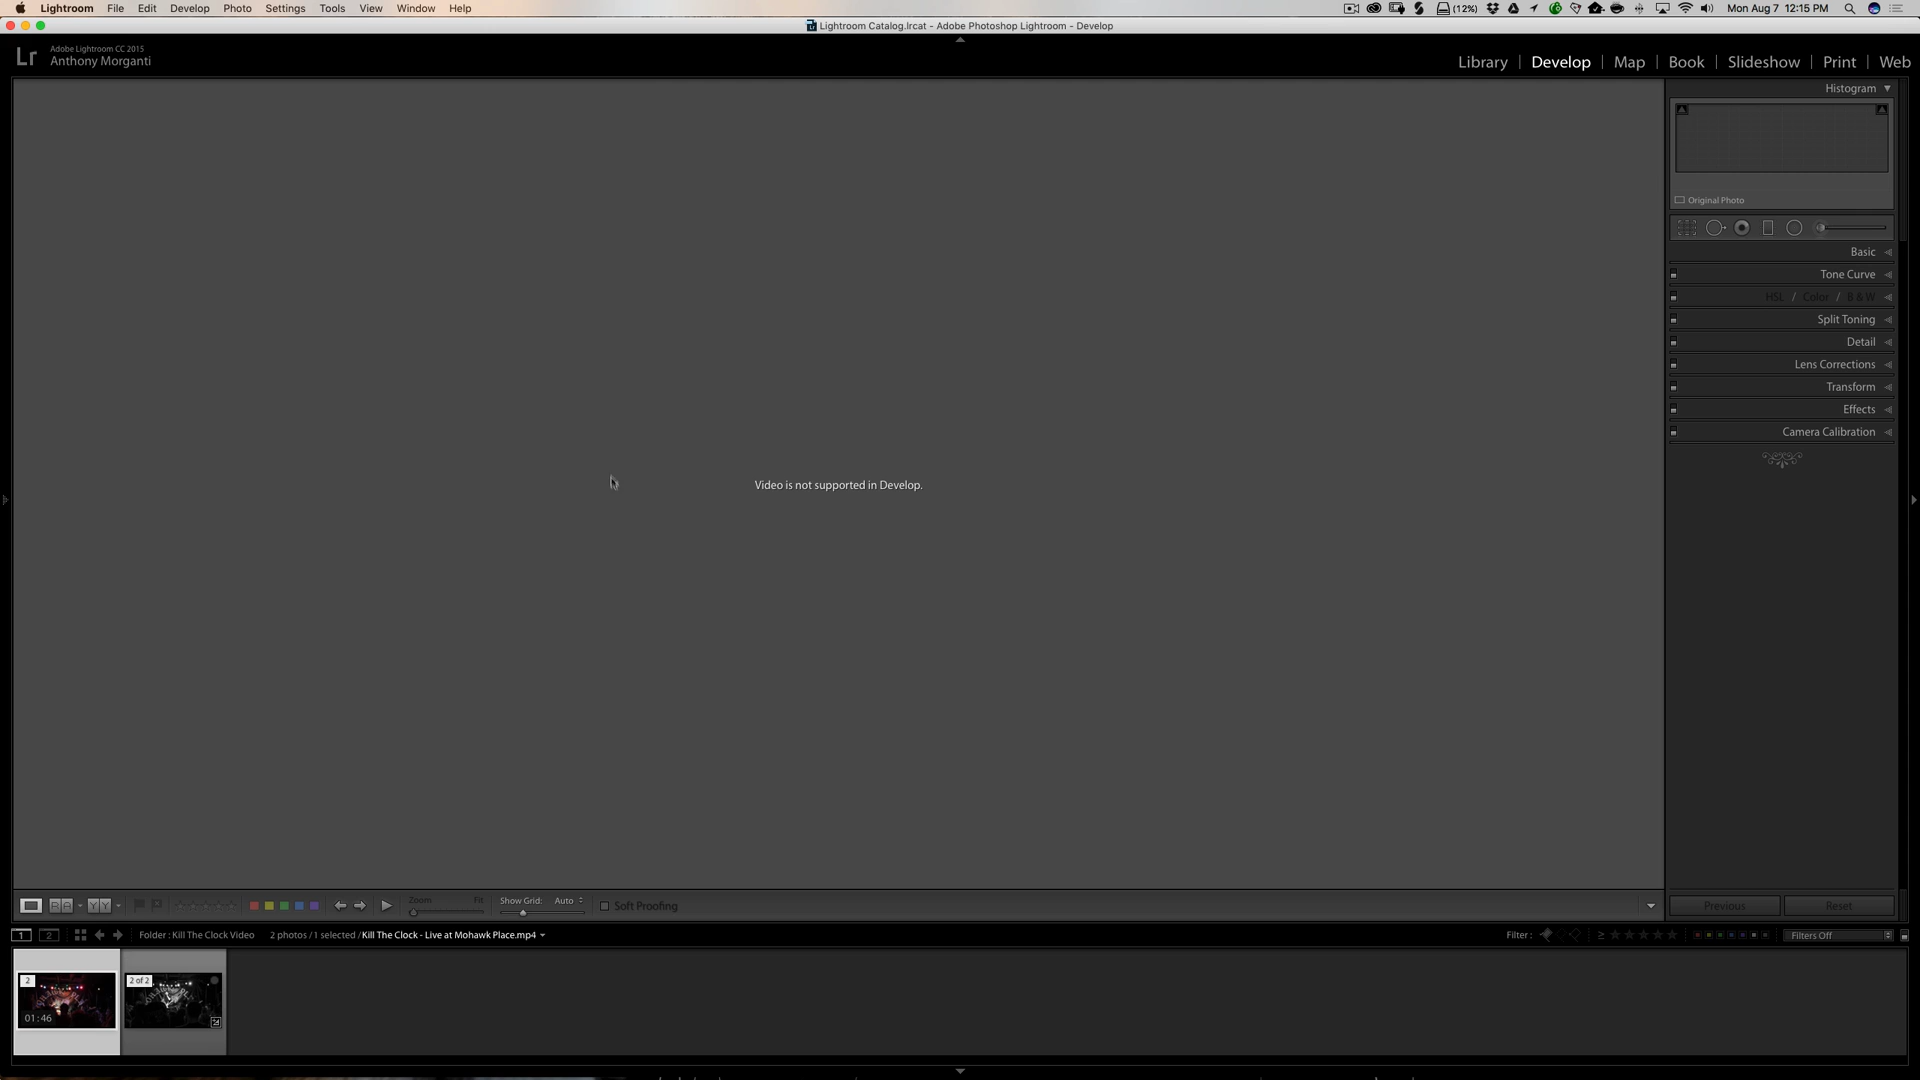 Lightroom File Edit Develop Photo Settings Tools View Window Help (12%) Mon Aug 7 12:15 PM
Lightroom Catalog.lrcat - Adobe Photoshop Lightroom - Develop
Lr Adobe Lightroom CC 2015
Anthony Morganti
Library | Develop | Map | Book | Slideshow | Print | Web
Histogram
Original Photo
Basic
Tone Curve
HSL / Color / B & W
Split Toning
Detail
Lens Corrections
Transform
Effects
Camera Calibration
Video is not supported in Develop.
R A Y Y Zoom Fit Show Grid: Auto Soft Proofing
Previous Reset
1 2 Folder : Kill The Clock Video 2 photos / 1 selected / Kill The Clock - Live at Mohawk Place.mp4 Filter : Filters Off
2
01:46
2 of 2